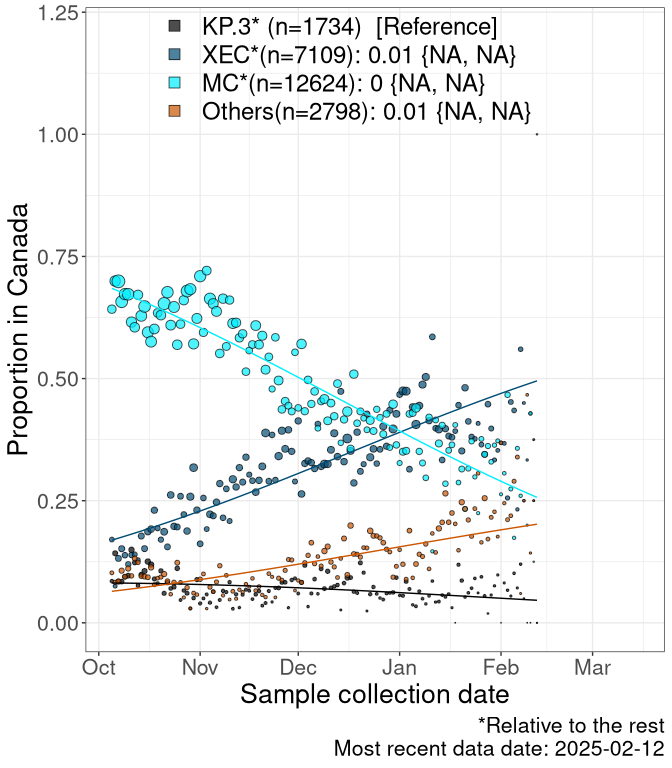 KP.3* (n=1734)  [Reference]
XEC*(n=7109): 0.01 {NA, NA}
MC*(n=12624): 0 {NA, NA}
Others(n=2798): 0.01 {NA, NA}
Proportion in Canada
1.25
1.00
0.75
0.50
0.25
0.00
Oct Nov Dec Jan Feb Mar
Sample collection date
*Relative to the rest
Most recent data date: 2025-02-12